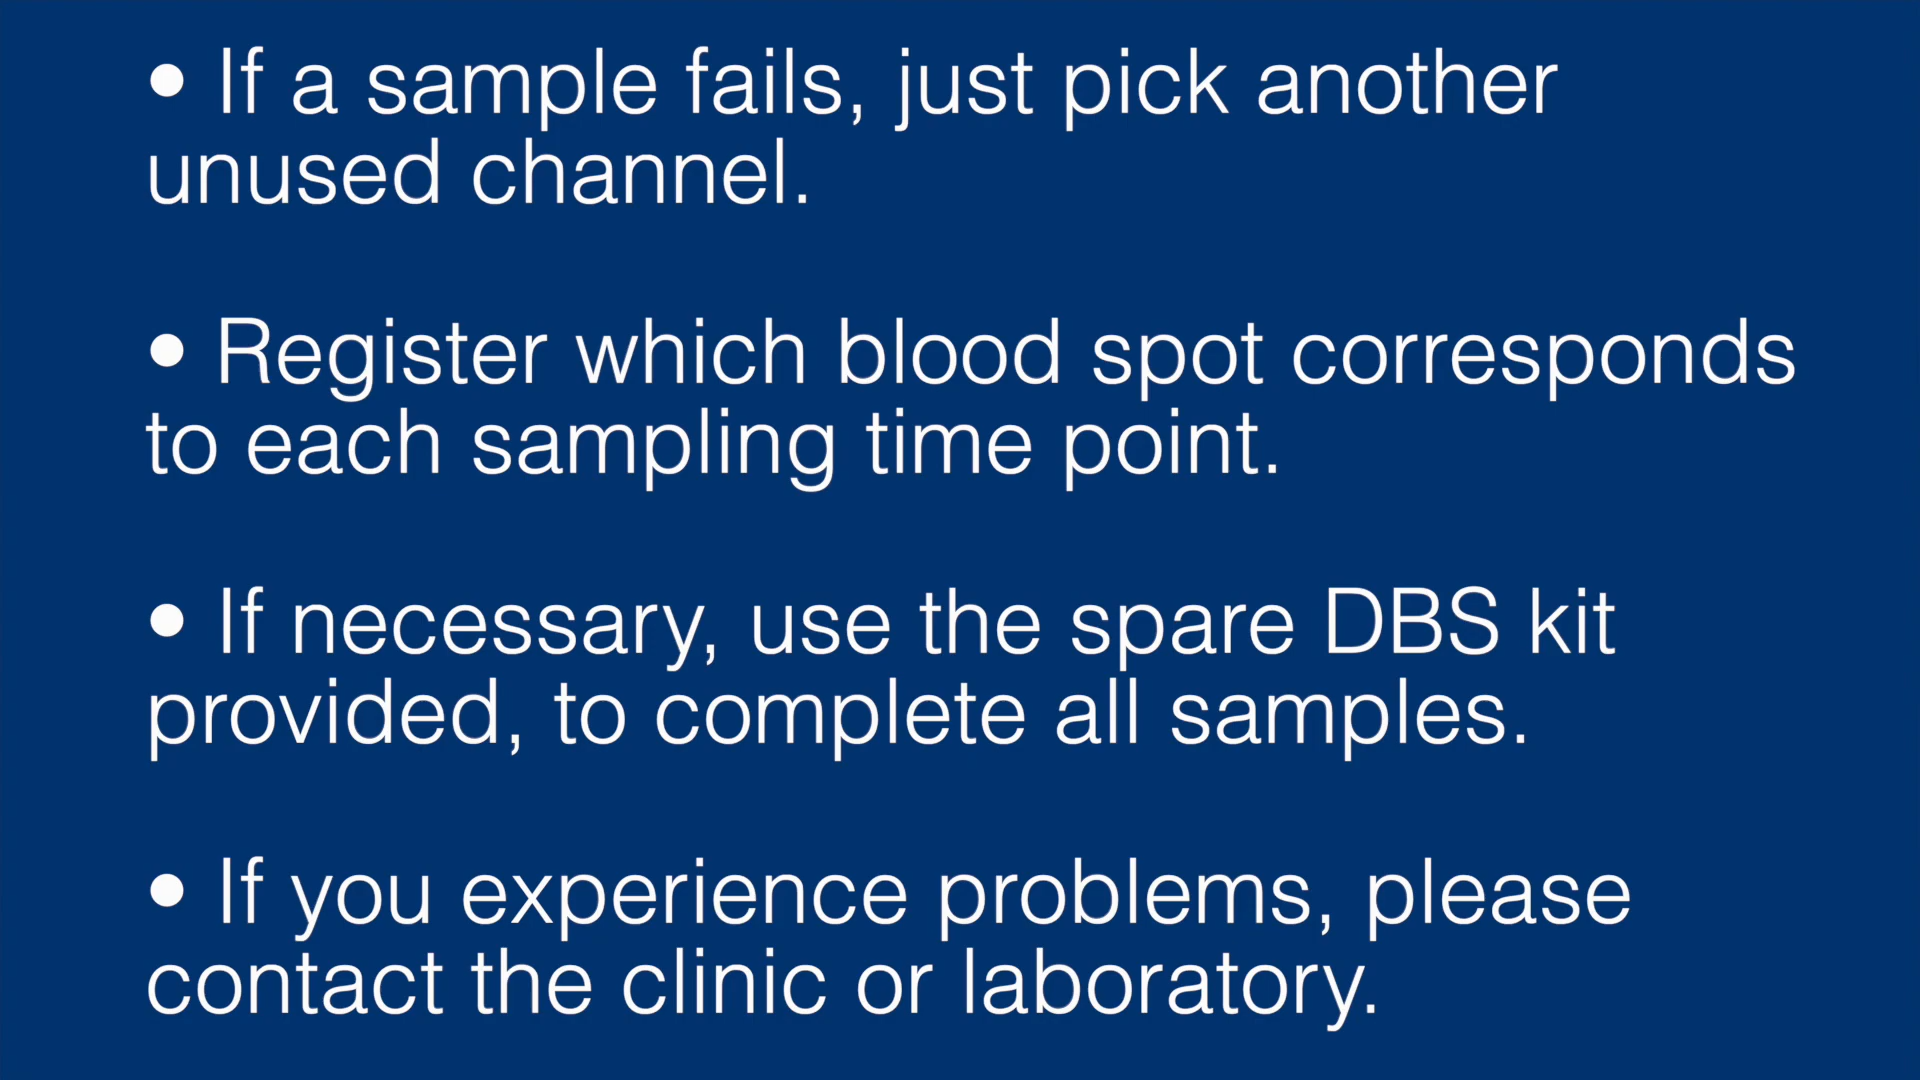 • If a sample fails, just pick another
unused channel.
• Register which blood spot corresponds
to each sampling time point.
• If necessary, use the spare DBS kit
provided, to complete all samples.
• If you experience problems, please
contact the clinic or laboratory.